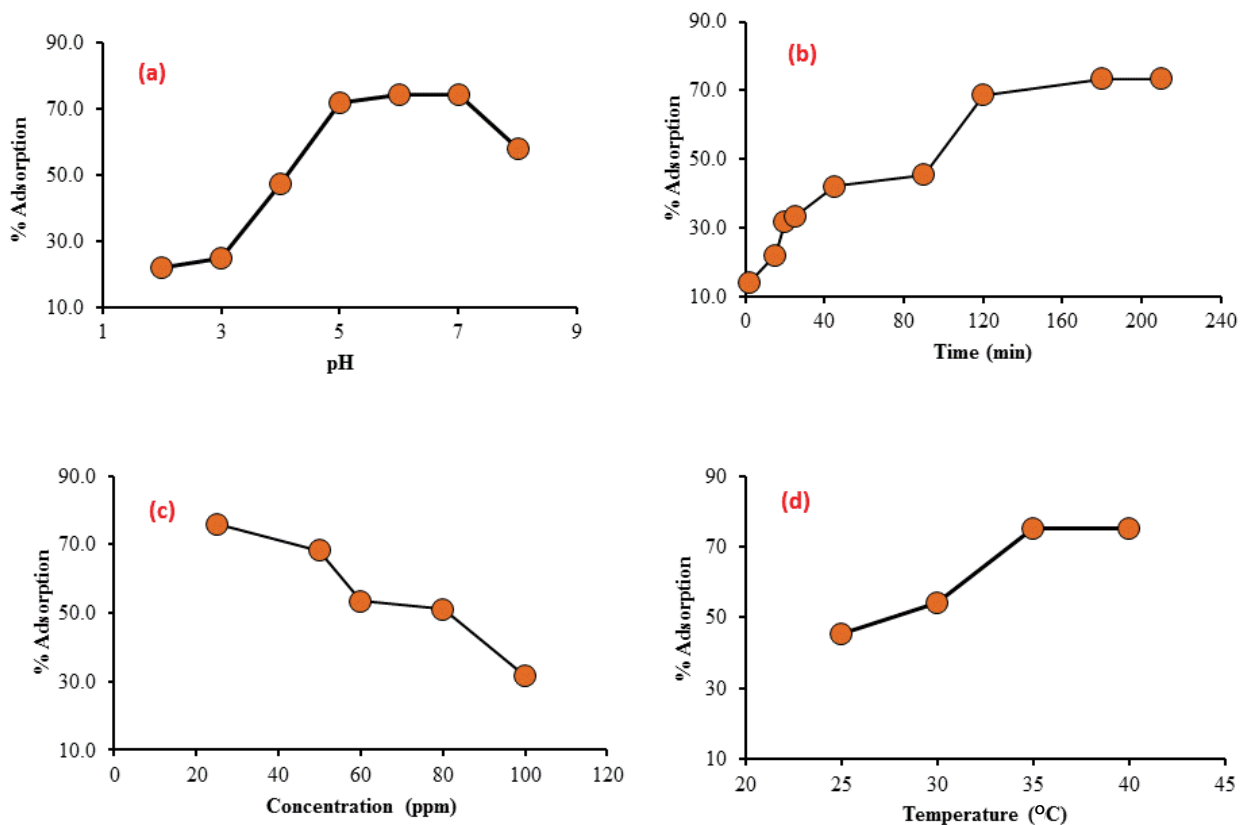 (a)
% Adsorption
90.0
70.0
50.0
30.0
10.0
1 3 5 7 9
pH
(b)
% Adsorption
90.0
70.0
50.0
30.0
10.0
0 40 80 120 160 200 240
Time (min)
(c)
% Adsorption
90.0
70.0
50.0
30.0
10.0
0 20 40 60 80 100 120
Concentration (ppm)
(d)
% Adsorption
90
70
50
30
10
20 25 30 35 40 45
Temperature (ᴼC)